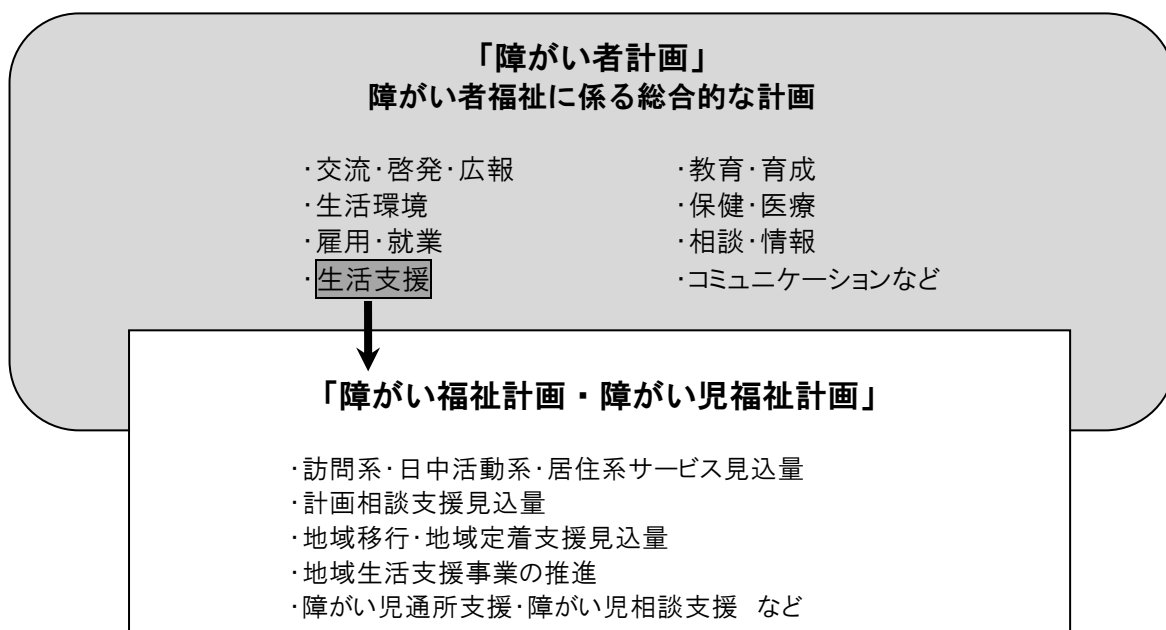 「障がい者計画」
障がい者福祉に係る総合的な計画
・交流・啓発・広報
・生活環境
・雇用・就業
・生活支援
・教育・育成
・保健・医療
・相談・情報
・コミュニケーションなど
「障がい福祉計画・障がい児福祉計画」
・訪問系・日中活動系・居住系サービス見込量
・計画相談支援見込量
・地域移行・地域定着支援見込量
・地域生活支援事業の推進
・障がい児通所支援・障がい児相談支援　など